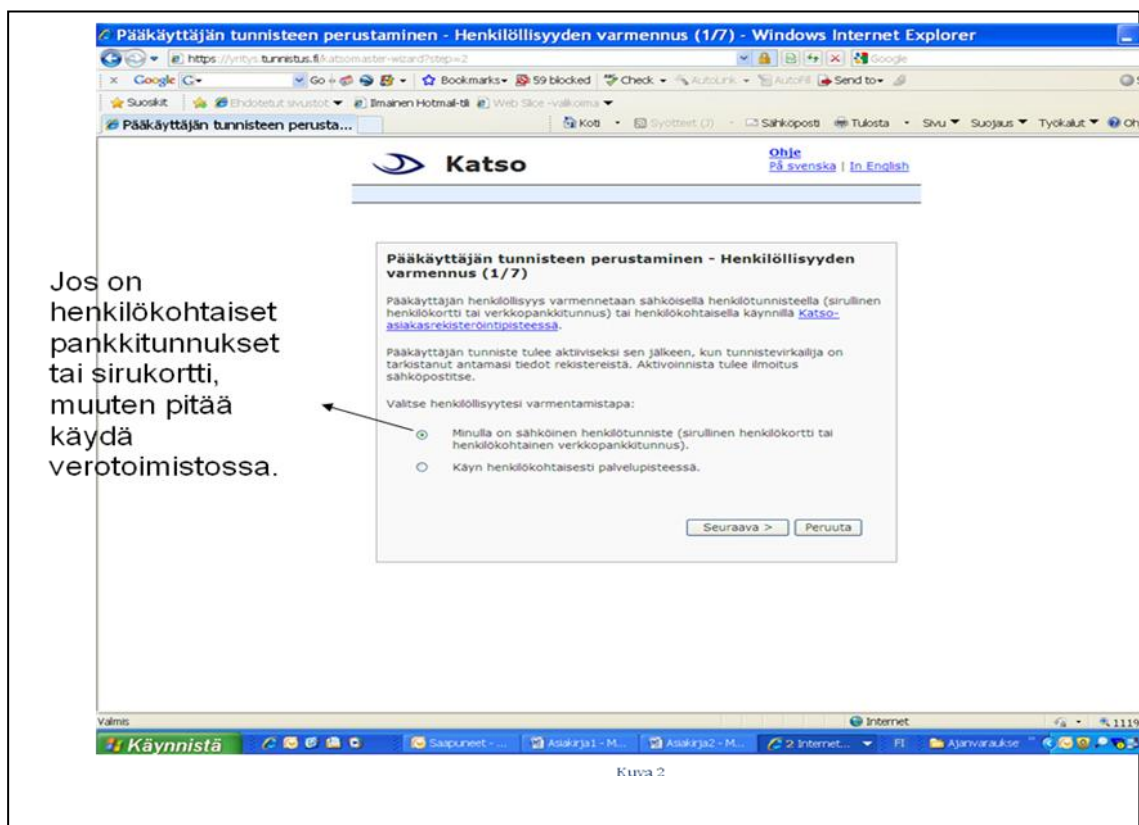 Pääkäyttäjän tunnisteen perustaminen - Henkilöllisyyden varmennus (1/7) - Windows Internet Explorer
https://yritys.tunnistus.fi/katsomaster-wizard?step=2
Google
x Google G Go Bookmarks 59 blocked Check AutoLink AutoFill Send to
Suosikit Ehdotetut sivustot Ilmainen Hotmail-tili Web Slice -valikoima
Pääkäyttäjän tunnisteen perusta... Koti Syötteet (J) Sähköposti Tulosta Sivu Suojaus Työkalut
Katso
Ohje
På svenska | In English
Pääkäyttäjän tunnisteen perustaminen - Henkilöllisyyden
varmennus (1/7)
Pääkäyttäjän henkilöllisyys varmennetaan sähköisellä henkilötunnisteella (sirullinen
henkilökortti tai verkkopankkitunnus) tai henkilökohtaisella käynnillä Katso-
asiakasrekisteröintipisteessä.
Pääkäyttäjän tunniste tulee aktiiviseksi sen jälkeen, kun tunnistevirkailija on
tarkistanut antamasi tiedot rekistereistä. Aktivoinnista tulee ilmoitus
sähköpostitse.
Valitse henkilöllisyytesi varmentamistapa:
Minulla on sähköinen henkilötunniste (sirullinen henkilökortti tai
henkilökohtainen verkkopankkitunnus).
Käyn henkilökohtaisesti palvelupisteessä.
Seuraava > Peruuta
Jos on
henkilökohtaiset
pankkitunnukset
tai sirukortti,
muuten pitää
käydä
verotoimistossa.
Valmis Internet 1119
Käynnistä Saapuneet - ... Asiakirja1 - M... Asiakirja2 - M... 2 Internet... FI Ajanvaraukse
Kuva 2